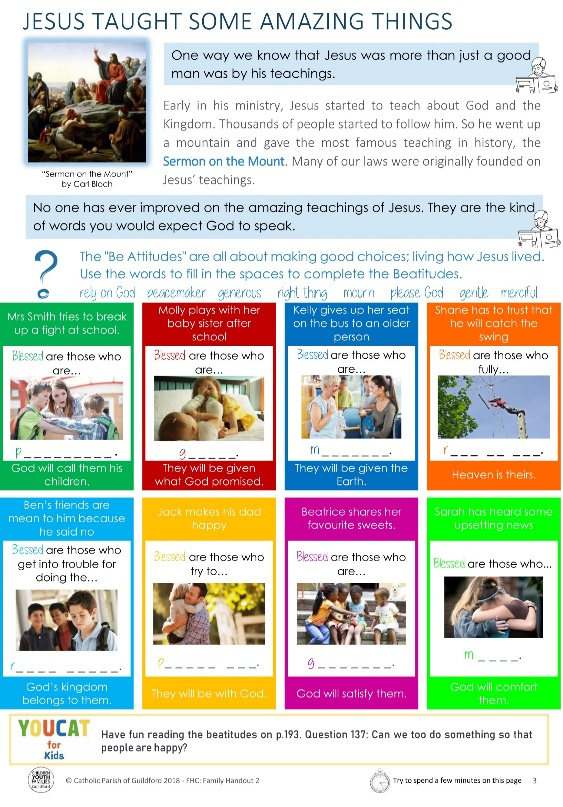 JESUS TAUGHT SOME AMAZING THINGS
One way we know that Jesus was more than just a good
man was by his teachings.
Early in his ministry, Jesus started to teach about God and the
Kingdom. Thousands of people started to follow him. So he went up
a mountain and gave the most famous teaching in history, the
Sermon on the Mount. Many of our laws were originally founded on
Jesus' teachings.
"Sermon on the Mount"
by Carl Bloch
No one has ever improved on the amazing teachings of Jesus. They are the kind
of words you would expect God to speak.
?
The "Be Attitudes" are all about making good choices; living how Jesus lived.
Use the words to fill in the spaces to complete the Beatitudes.
rely on God peacemaker generous right thing mourn please God gentle merciful
Mrs Smith tries to break
up a fight at school.
Blessed are those who
are...
p_ _ _ _ _ _ _ _ _.
God will call them his
children.
Molly plays with her
baby sister after
school
Blessed are those who
are...
g_ _ _ _ _.
They will be given
what God promised.
Kelly gives up her seat
on the bus to an older
person
Blessed are those who
are...
m_ _ _ _ _ _ _.
They will be given the
Earth.
Shane has to trust that
he will catch the
swing
Blessed are those who
fully...
r_ _ _ _ _ _ _ _.
Heaven is theirs.
Ben's friends are
mean to him because
he said no
Blessed are those who
get into trouble for
doing the...
r_ _ _ _ _ _ _ _ _.
God's kingdom
belongs to them.
Jack makes his dad
happy
Blessed are those who
try to...
p_ _ _ _ _ _ _ _.
They will be with God.
Beatrice shares her
favourite sweets.
Blessed are those who
are...
g_ _ _ _ _ _ _.
God will satisfy them.
Sarah has heard some
upsetting news
Blessed are those who...
m _ _ _ _.
God will comfort
them.
YOUCAT
for
Kids
Have fun reading the beatitudes on p.193. Question 137: Can we too do something so that
people are happy?
CHILDREN
YOUTH
FAMILIES
© Catholic Parish of Guildford 2018 - FHC: Family Handout 2
Try to spend a few minutes on this page 3